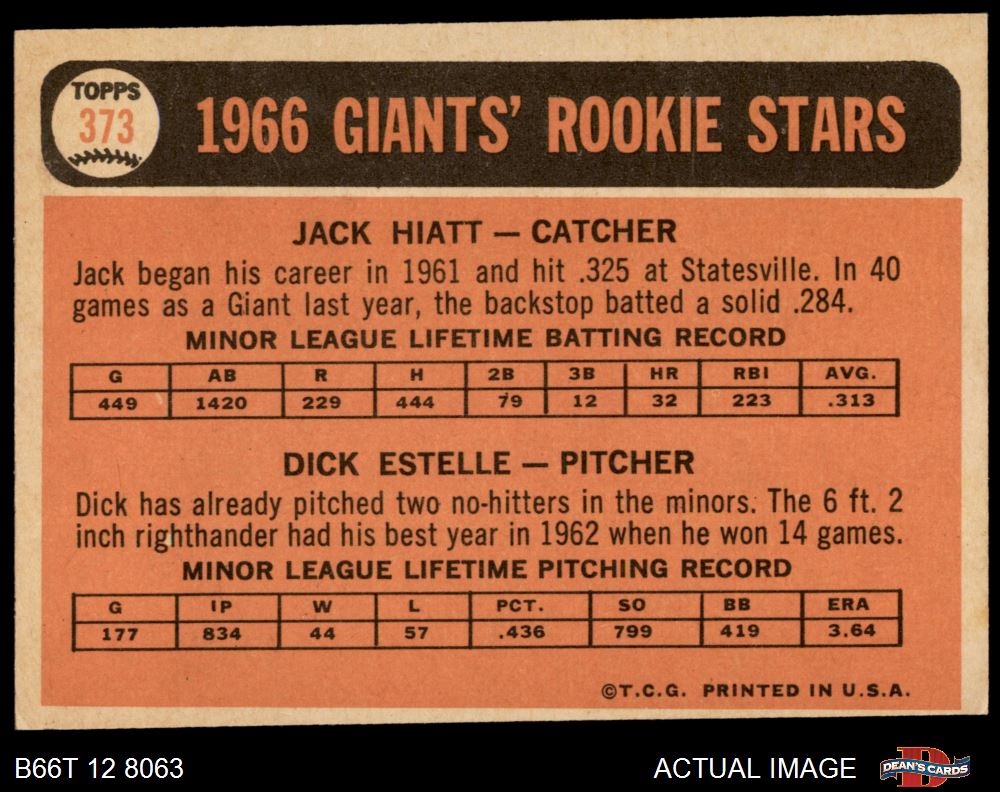 TOPPS
373
1966 GIANTS' ROOKIE STARS
JACK HIATT — CATCHER
Jack began his career in 1961 and hit .325 at Statesville. In 40
games as a Giant last year, the backstop batted a solid .284.
MINOR LEAGUE LIFETIME BATTING RECORD
G AB R H 2B 3B HR RBI AVG.
449 1420 229 444 79 12 32 223 .313
DICK ESTELLE — PITCHER
Dick has already pitched two no-hitters in the minors. The 6 ft. 2
inch righthander had his best year in 1962 when he won 14 games.
MINOR LEAGUE LIFETIME PITCHING RECORD
G IP W L PCT. SO BB ERA
177 834 44 57 .436 799 419 3.64
©T.C.G. PRINTED IN U.S.A.
B66T 12 8063
ACTUAL IMAGE
D
DEAN'S CARDS